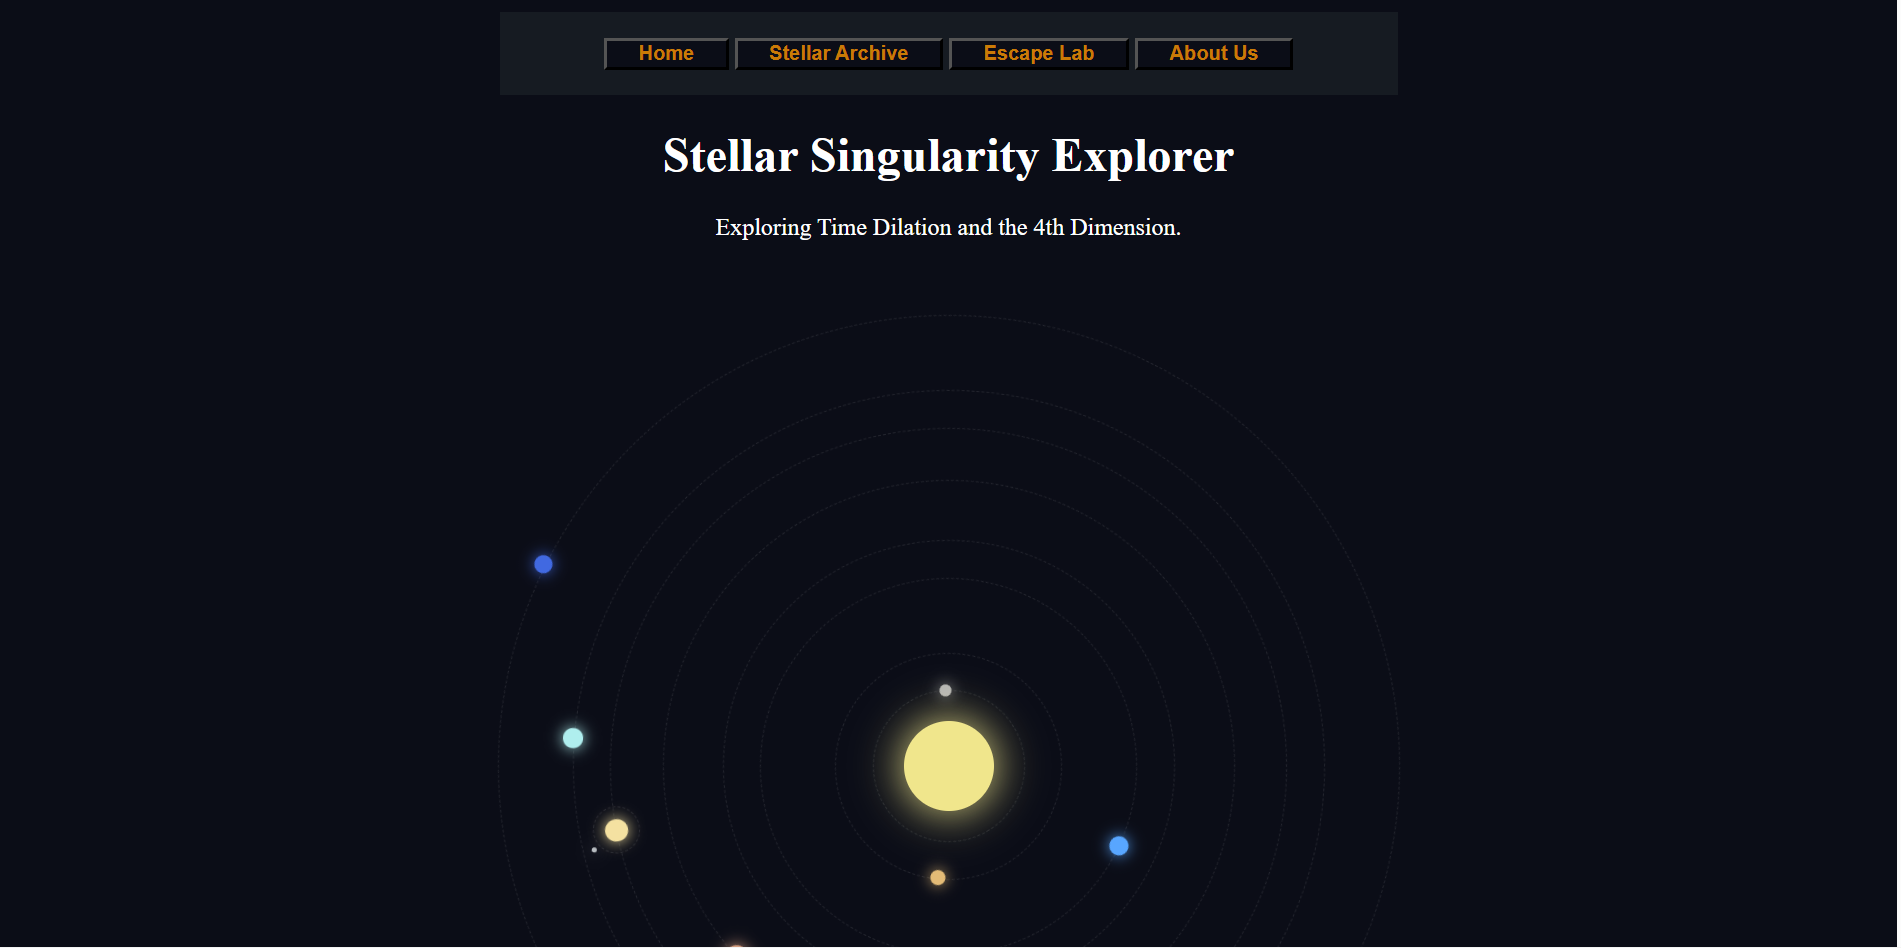 Home Stellar Archive Escape Lab About Us
Stellar Singularity Explorer
Exploring Time Dilation and the 4th Dimension.